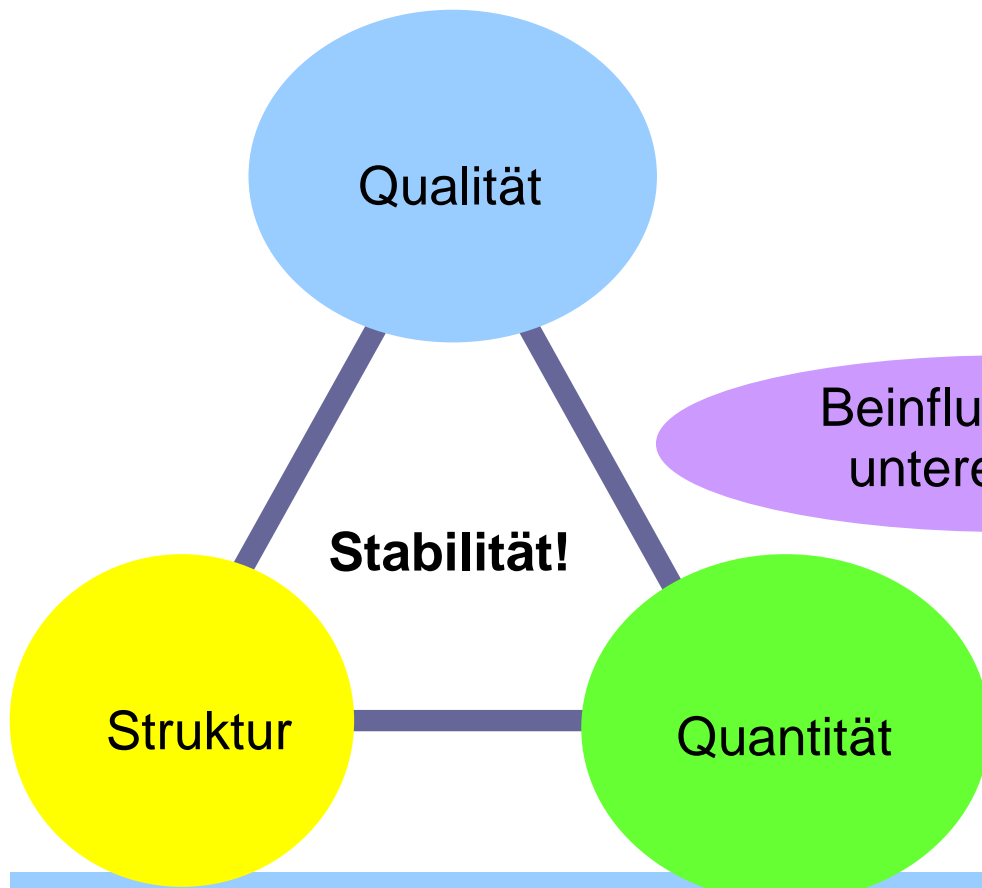 Qualität
Beinflu
untere
Stabilität!
Struktur
Quantität